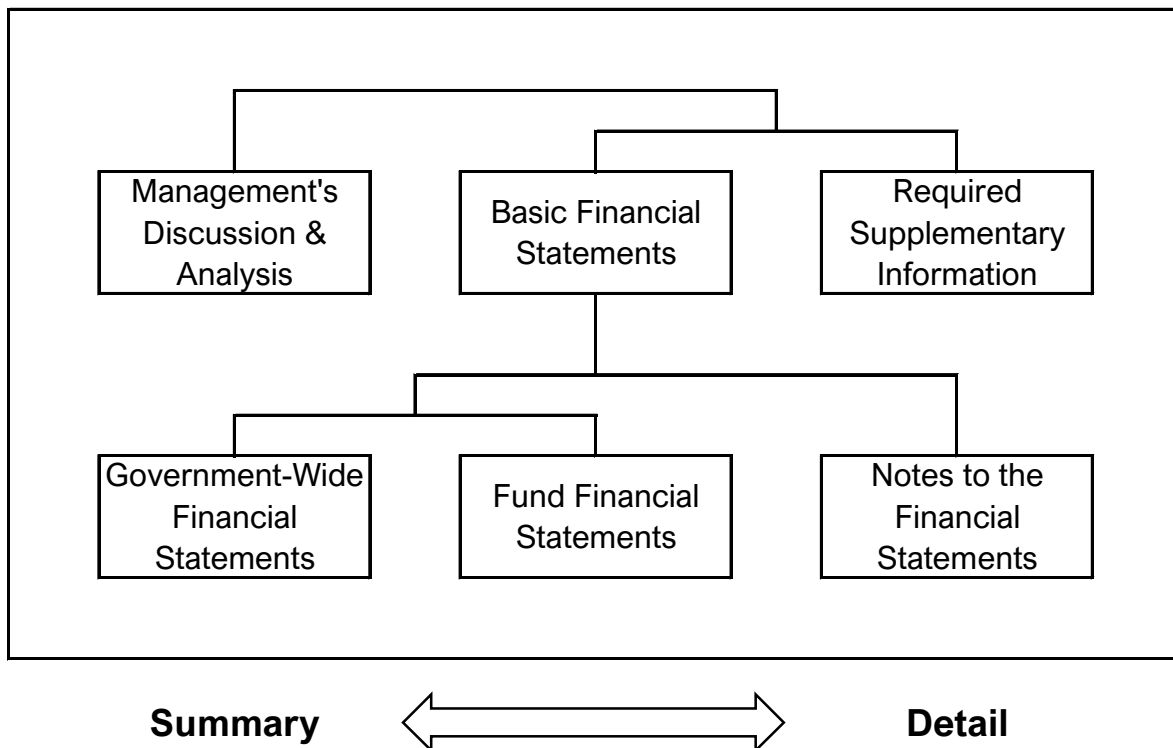 Management's
Discussion &
Analysis
Basic Financial
Statements
Required
Supplementary
Information
Government-Wide
Financial
Statements
Fund Financial
Statements
Notes to the
Financial
Statements
Summary
Detail